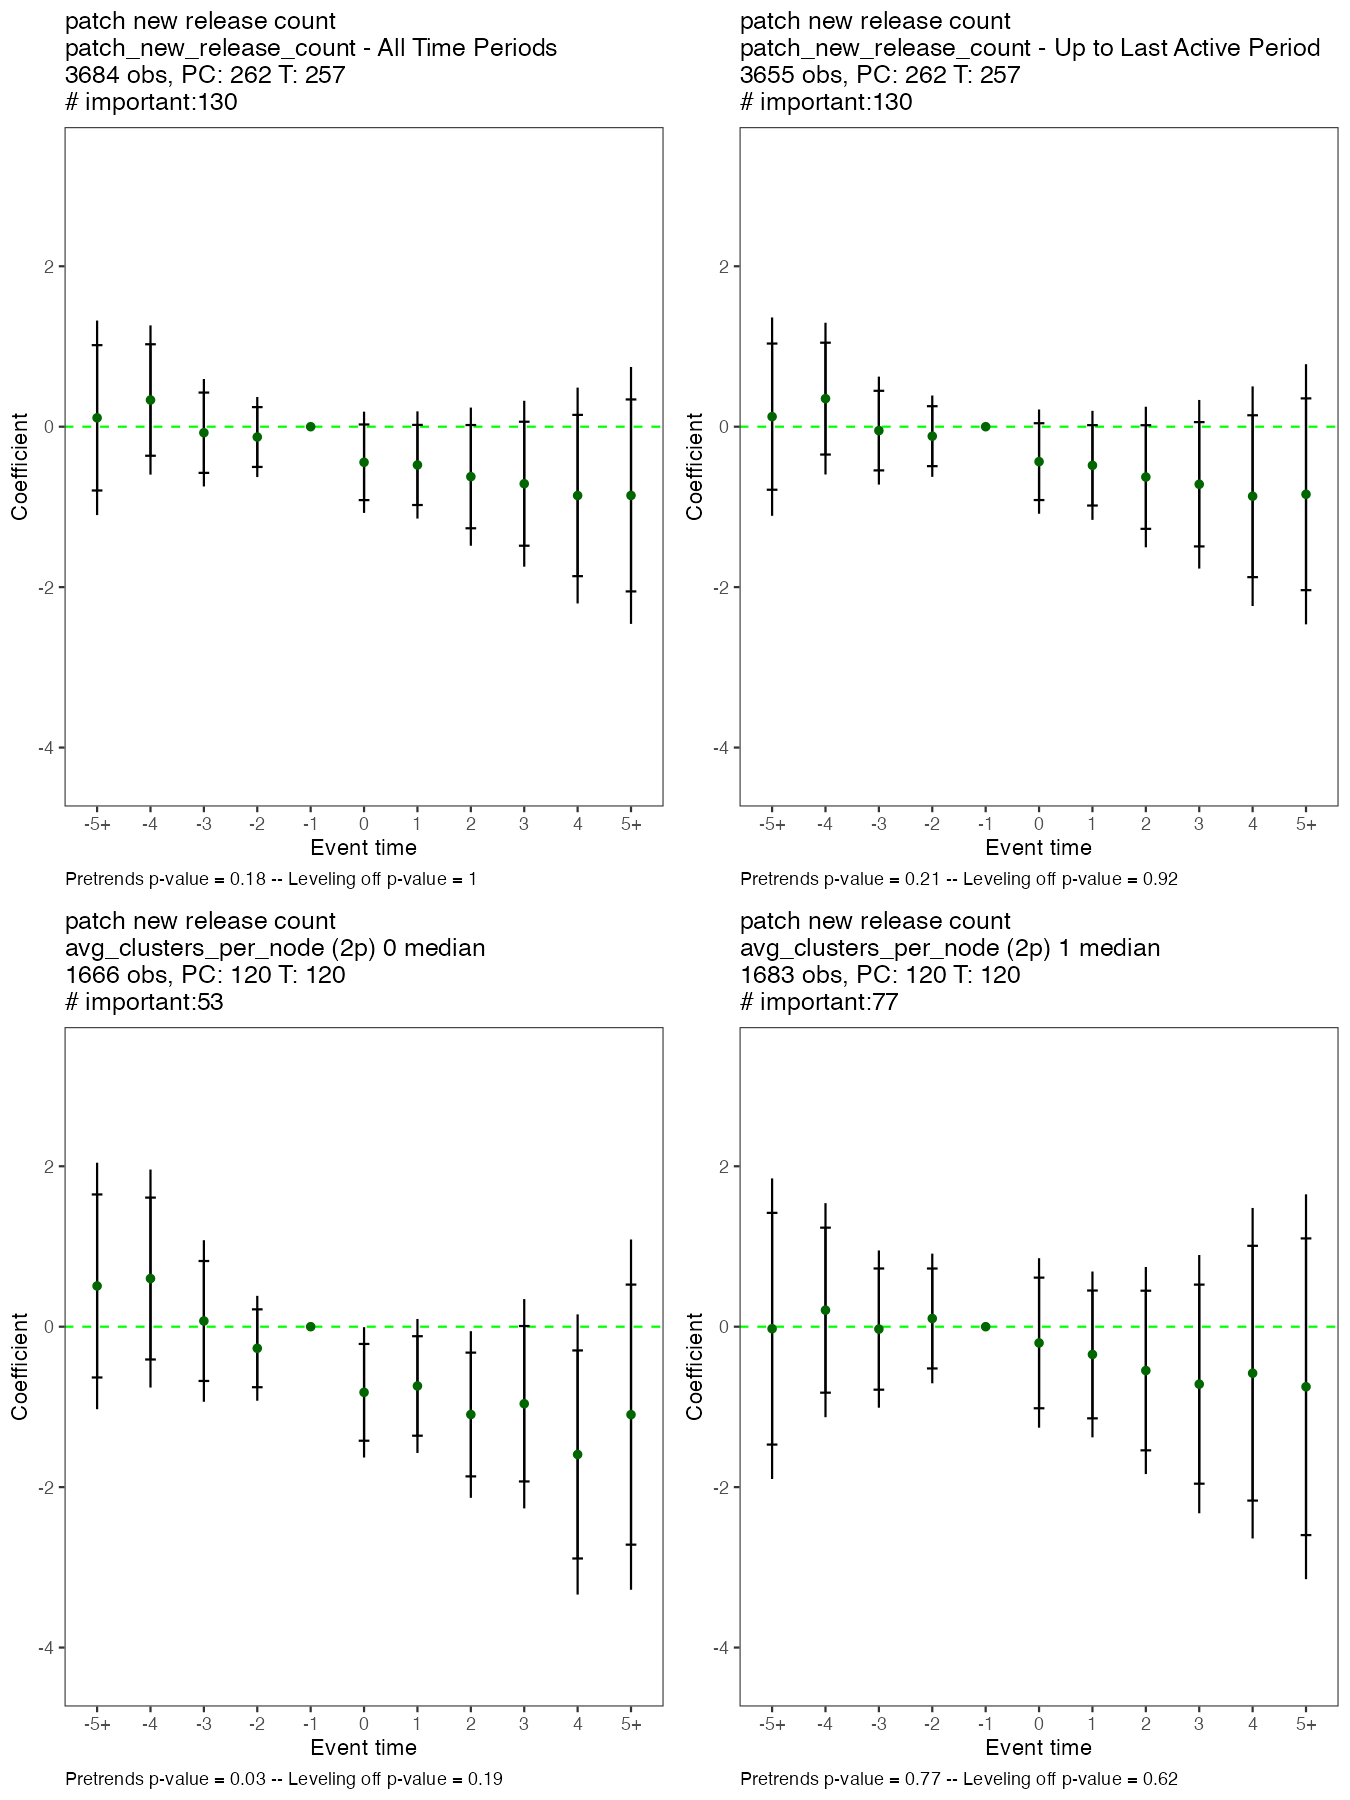 patch new release count
patch_new_release_count - All Time Periods
3684 obs, PC: 262 T: 257
# important:130
Coefficient
2
0
-2
-4
-5+ -4 -3 -2 -1 0 1 2 3 4 5+
Event time
Pretrends p-value = 0.18 -- Leveling off p-value = 1
patch new release count
patch_new_release_count - Up to Last Active Period
3655 obs, PC: 262 T: 257
# important:130
Coefficient
2
0
-2
-4
-5+ -4 -3 -2 -1 0 1 2 3 4 5+
Event time
Pretrends p-value = 0.21 -- Leveling off p-value = 0.92
patch new release count
avg_clusters_per_node (2p) 0 median
1666 obs, PC: 120 T: 120
# important:53
Coefficient
2
0
-2
-4
-5+ -4 -3 -2 -1 0 1 2 3 4 5+
Event time
Pretrends p-value = 0.03 -- Leveling off p-value = 0.19
patch new release count
avg_clusters_per_node (2p) 1 median
1683 obs, PC: 120 T: 120
# important:77
Coefficient
2
0
-2
-4
-5+ -4 -3 -2 -1 0 1 2 3 4 5+
Event time
Pretrends p-value = 0.77 -- Leveling off p-value = 0.62